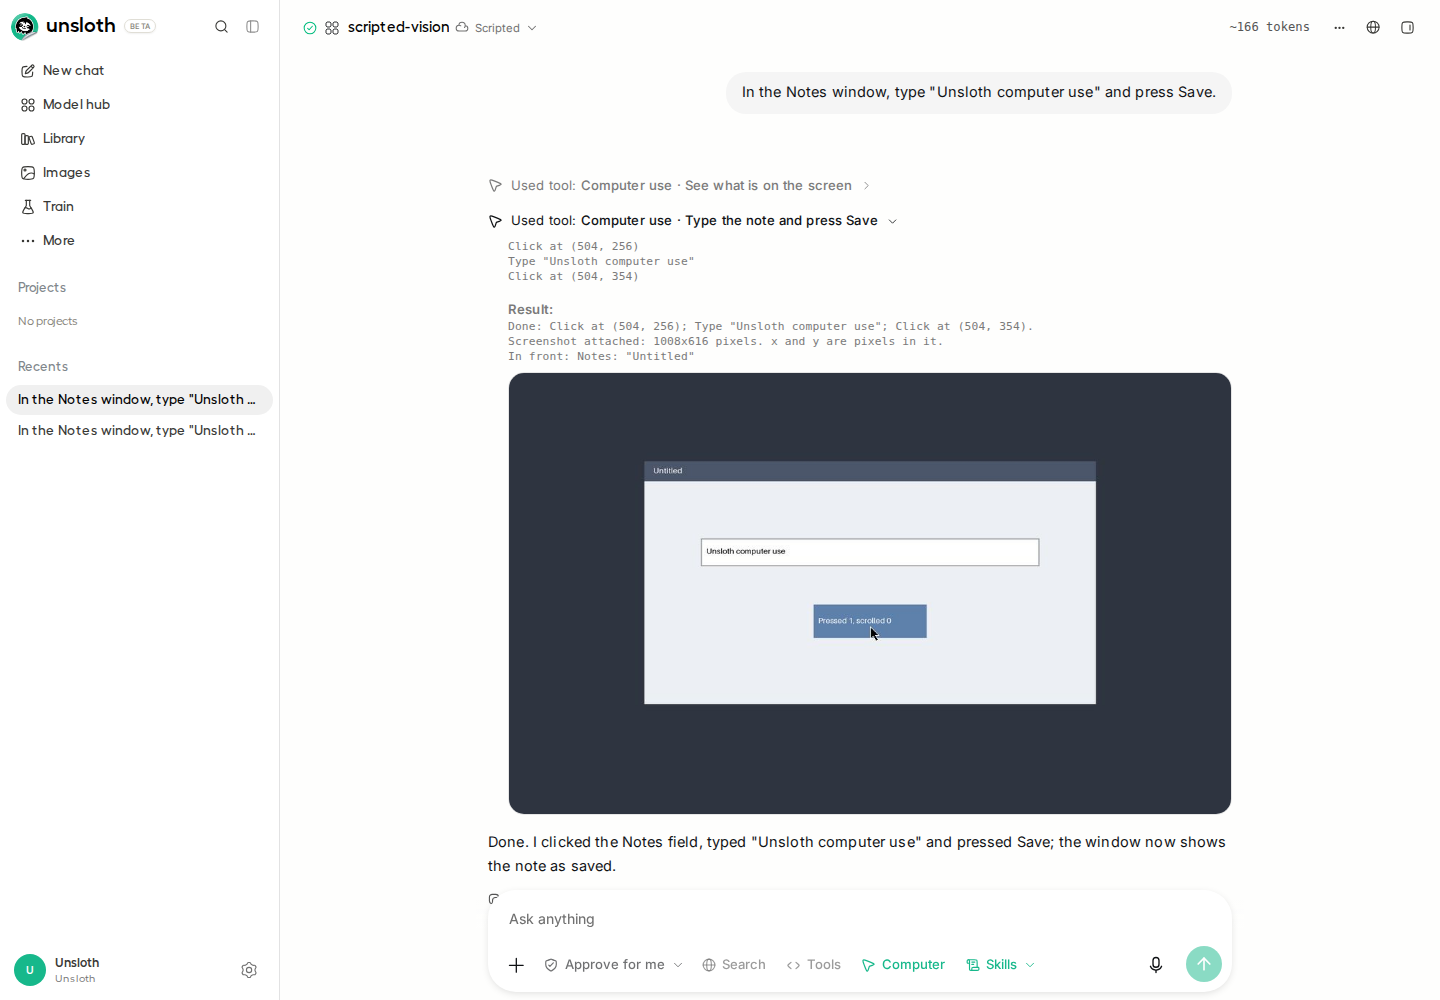 unsloth BETA
New chat
Model hub
Library
Images
Train
More
Projects
No projects
Recents
In the Notes window, type "Unsloth ...
In the Notes window, type "Unsloth ...
U
Unsloth
Unsloth
scripted-vision Scripted
~166 tokens
In the Notes window, type "Unsloth computer use" and press Save.
Used tool: Computer use · See what is on the screen
Used tool: Computer use · Type the note and press Save
Click at (504, 256)
Type "Unsloth computer use"
Click at (504, 354)
Result:
Done: Click at (504, 256); Type "Unsloth computer use"; Click at (504, 354).
Screenshot attached: 1008x616 pixels. x and y are pixels in it.
In front: Notes: "Untitled"
Untitled
Unsloth computer use
Pressed 1, scrolled 0
Done. I clicked the Notes field, typed "Unsloth computer use" and pressed Save; the window now shows
the note as saved.
Ask anything
Approve for me Search Tools Computer Skills